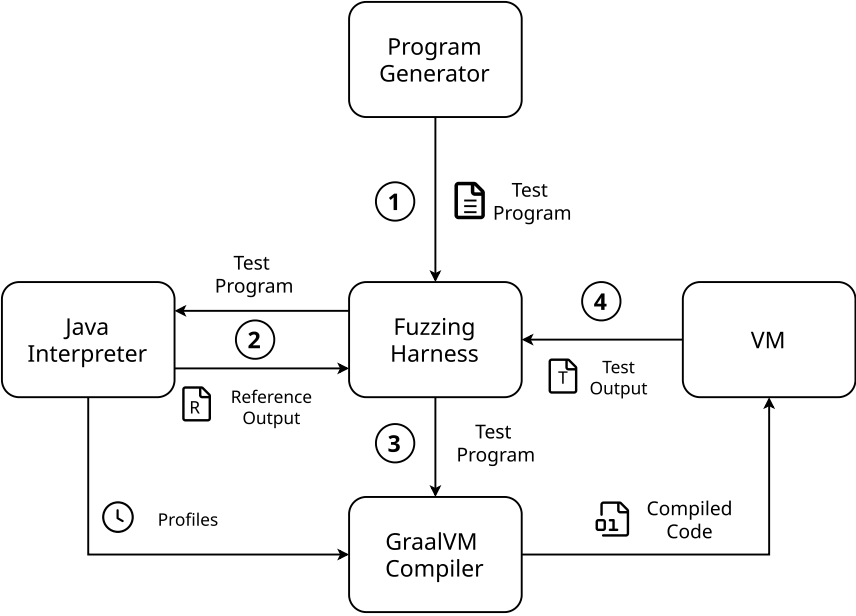 Program
Generator
1
Test
Program
Test
Program
Java
Interpreter
2
Fuzzing
Harness
4
VM
R
Reference
Output
T
Test
Output
3
Test
Program
Profiles
GraalVM
Compiler
01
Compiled
Code